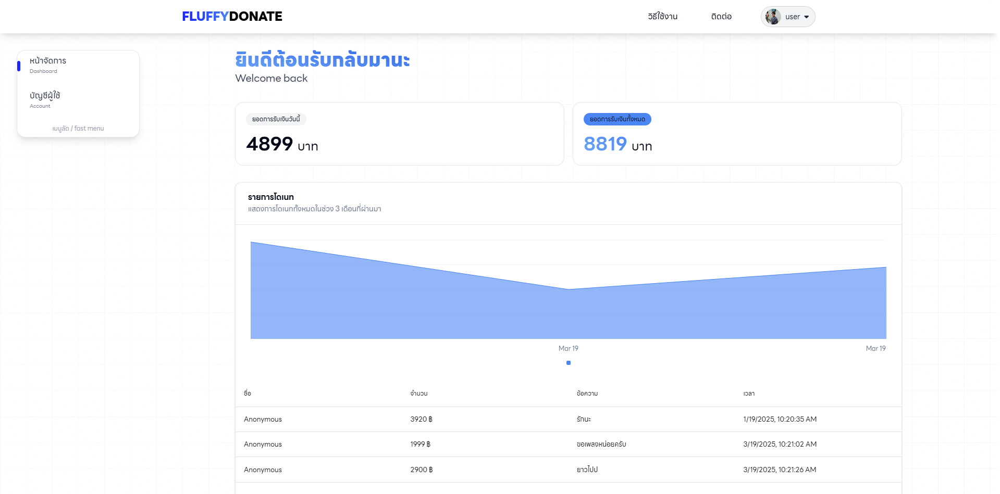 FLUFFYDONATE
วิธีใช้งาน
ติดต่อ
user
หน้าจัดการ
Dashboard
บัญชีผู้ใช้
Account
เมนูลัด / fast menu
ยินดีต้อนรับกลับมานะ
Welcome back
ยอดการรับเงินวันนี้
4899 บาท
ยอดการรับเงินทั้งหมด
8819 บาท
รายการโดเนท
แสดงการโดเนททั้งหมดในช่วง 3 เดือนที่ผ่านมา
Mar 19 Mar 19
ชื่อ จำนวน ข้อความ เวลา
Anonymous 3920 ฿ รักนะ 1/19/2025, 10:20:35 AM
Anonymous 1999 ฿ ขอเพลงหน่อยครับ 3/19/2025, 10:21:02 AM
Anonymous 2900 ฿ ยาวไปป 3/19/2025, 10:21:26 AM